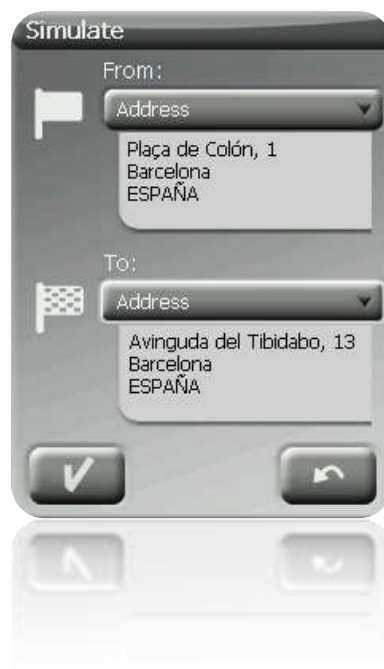 Simulate
From:
Address
Plaça de Colón, 1
Barcelona
ESPAÑA
To:
Address
Avinguda del Tibidabo, 13
Barcelona
ESPAÑA